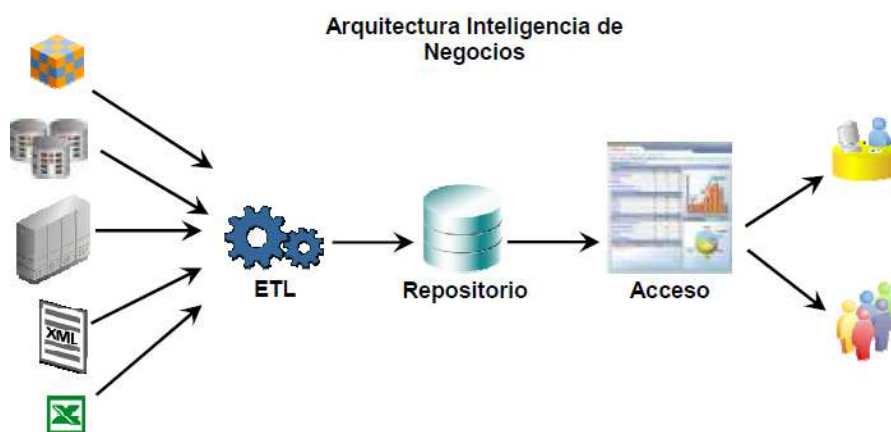 Arquitectura Inteligencia de
Negocios
XML
ETL
Repositorio
Acceso